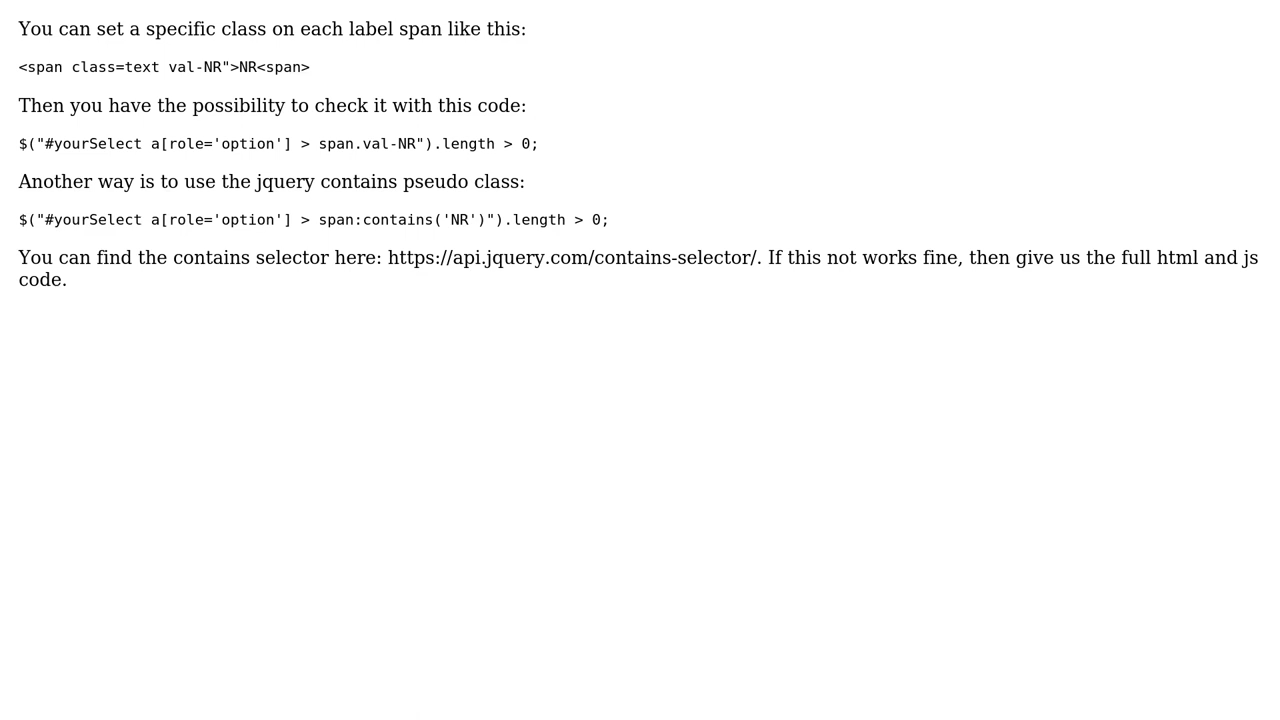 You can set a specific class on each label span like this:
<span class=text val-NR">NR<span>
Then you have the possibility to check it with this code:
$("#yourSelect a[role='option'] > span.val-NR").length > 0;
Another way is to use the jquery contains pseudo class:
$("#yourSelect a[role='option'] > span:contains('NR')").length > 0;
You can find the contains selector here: https://api.jquery.com/contains-selector/. If this not works fine, then give us the full html and js
code.